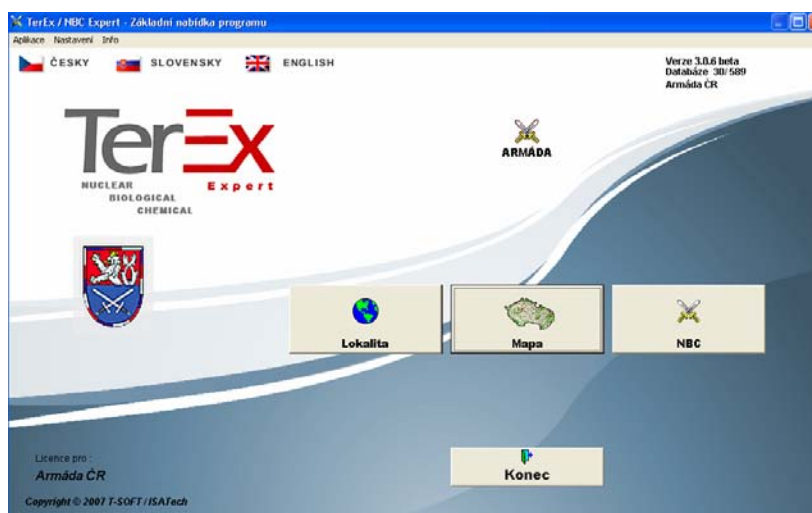 TerEx / NBC Expert - Základní nabídka programu
Aplikace Nastavení Info
ČESKY SLOVENSKY ENGLISH
Verze 3.0.6 beta
Databáze 30/589
Armáda ČR
TerEx
NUCLEAR Expert
BIOLOGICAL
CHEMICAL
ARMÁDA
Lokalita Mapa NBC
Konec
Licence pro :
Armáda ČR
Copyright © 2007 T-SOFT / ISATech